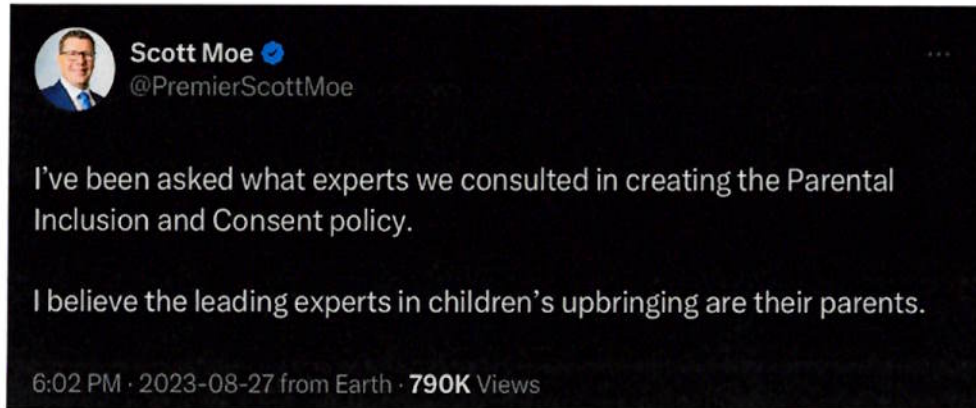 Scott Moe
@PremierScottMoe
I've been asked what experts we consulted in creating the Parental
Inclusion and Consent policy.
I believe the leading experts in children's upbringing are their parents.
6:02 PM · 2023-08-27 from Earth · 790K Views